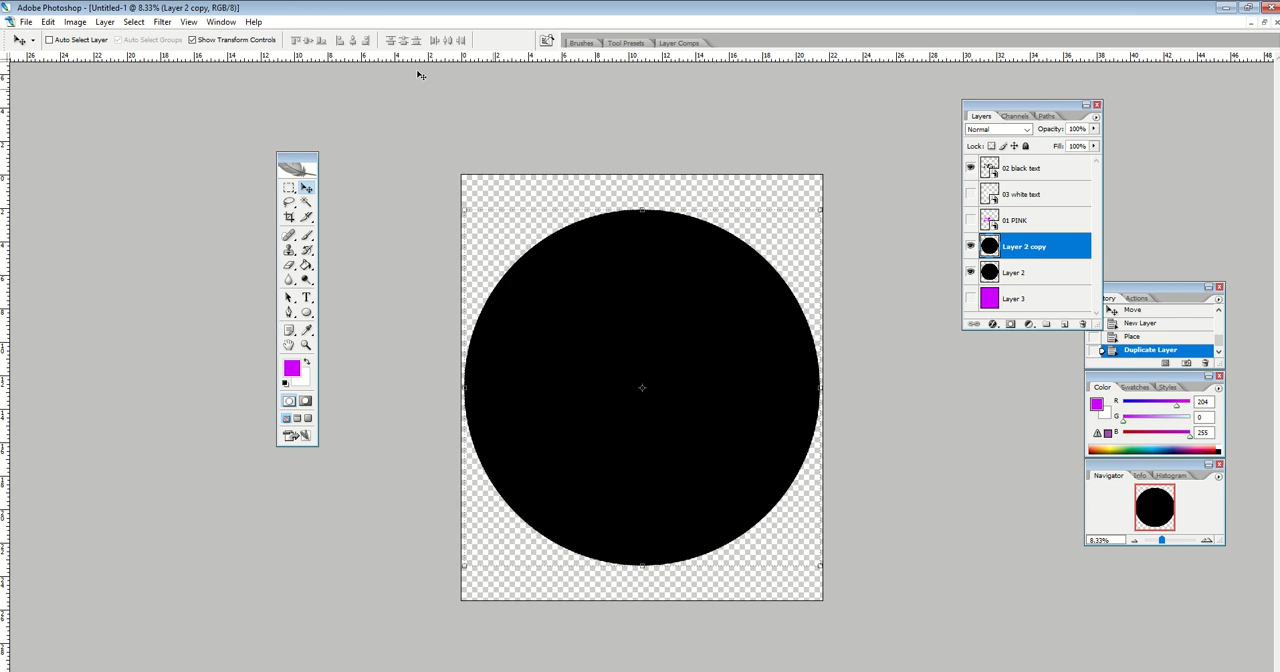 Adobe Photoshop - [Untitled-1 @ 8.33% (Layer 2 copy, RGB/8)]
File Edit Image Layer Select Filter View Window Help
Auto Select Layer Auto Select Groups Show Transform Controls
Brushes Tool Presets Layer Comps
Layers Channels Paths
Normal Opacity: 100%
Lock: Fill: 100%
02 black text
03 white text
01 PINK
Layer 2 copy
Layer 2
Layer 3
tory Actions
Move
New Layer
Place
Duplicate Layer
Color Swatches Styles
R 204
G 0
B 255
Navigator Info Histogram
8.33%